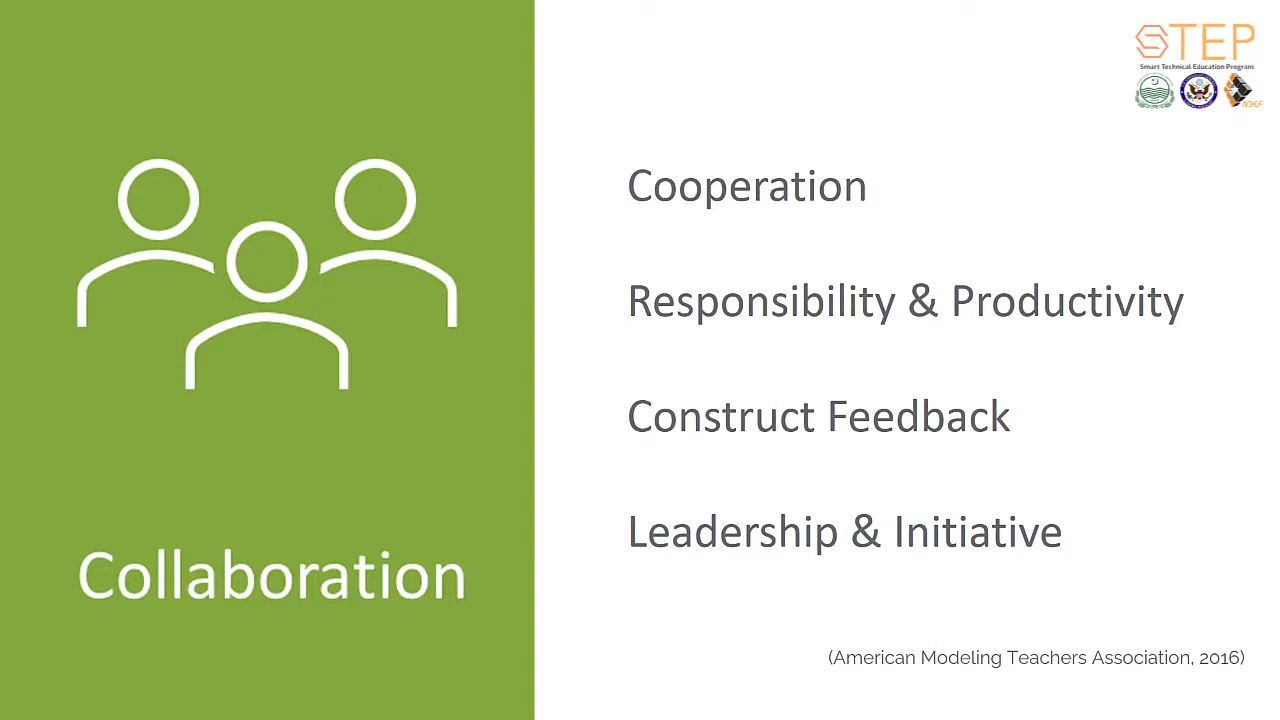 STEP
Smart Technical Education Program
Cooperation
Responsibility & Productivity
Construct Feedback
Leadership & Initiative
Collaboration
(American Modeling Teachers Association, 2016)